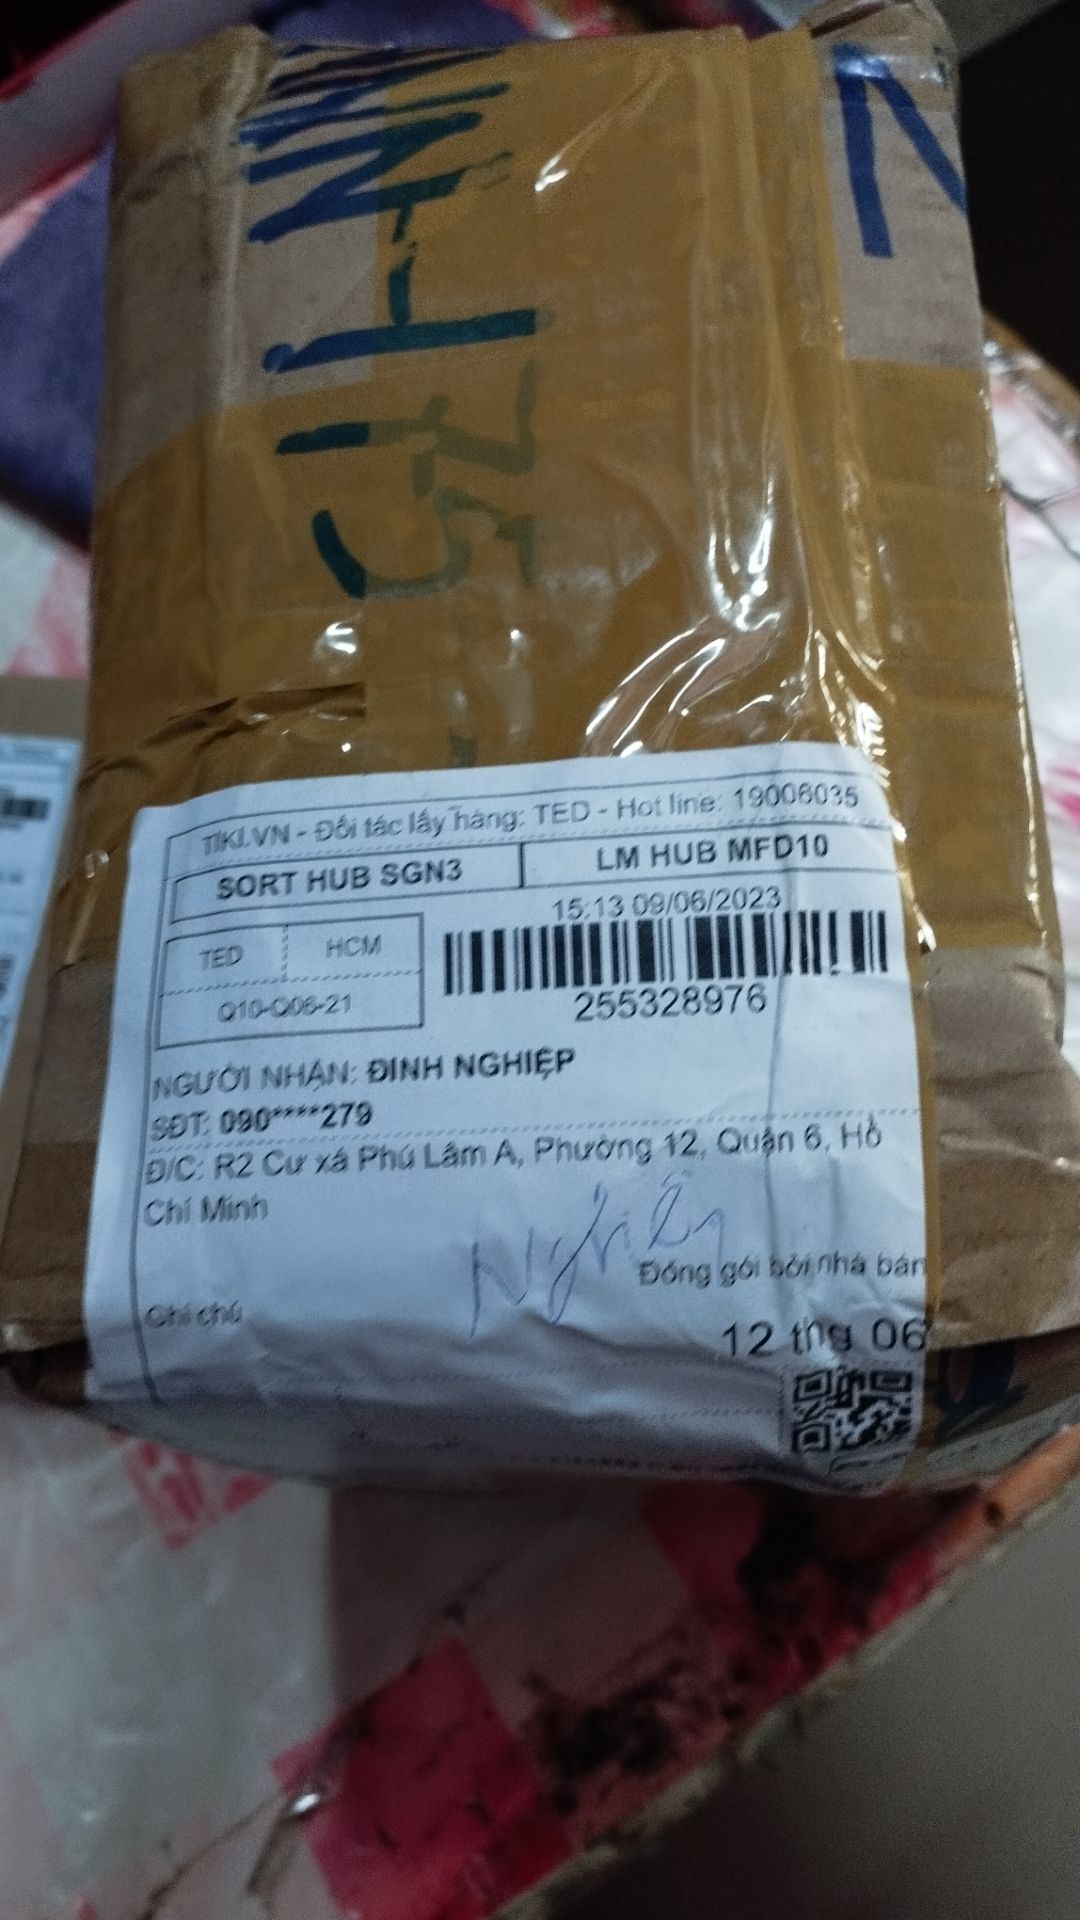 TIKI.VN - Đối tác lấy hàng: TED - Hot line: 19006035
SORT HUB SGN3
LM HUB MFD10
15:13 09/06/2023
TED
HCM
Q10-Q06-21
255328976
NGƯỜI NHẬN: ĐINH NGHIỆP
SĐT: 090****279
Đ/C: R2 Cư xá Phú Lâm A, Phường 12, Quận 6, Hồ
Chí Minh
Đóng gói bởi nhà bán
Ghi chú
12 thg 06